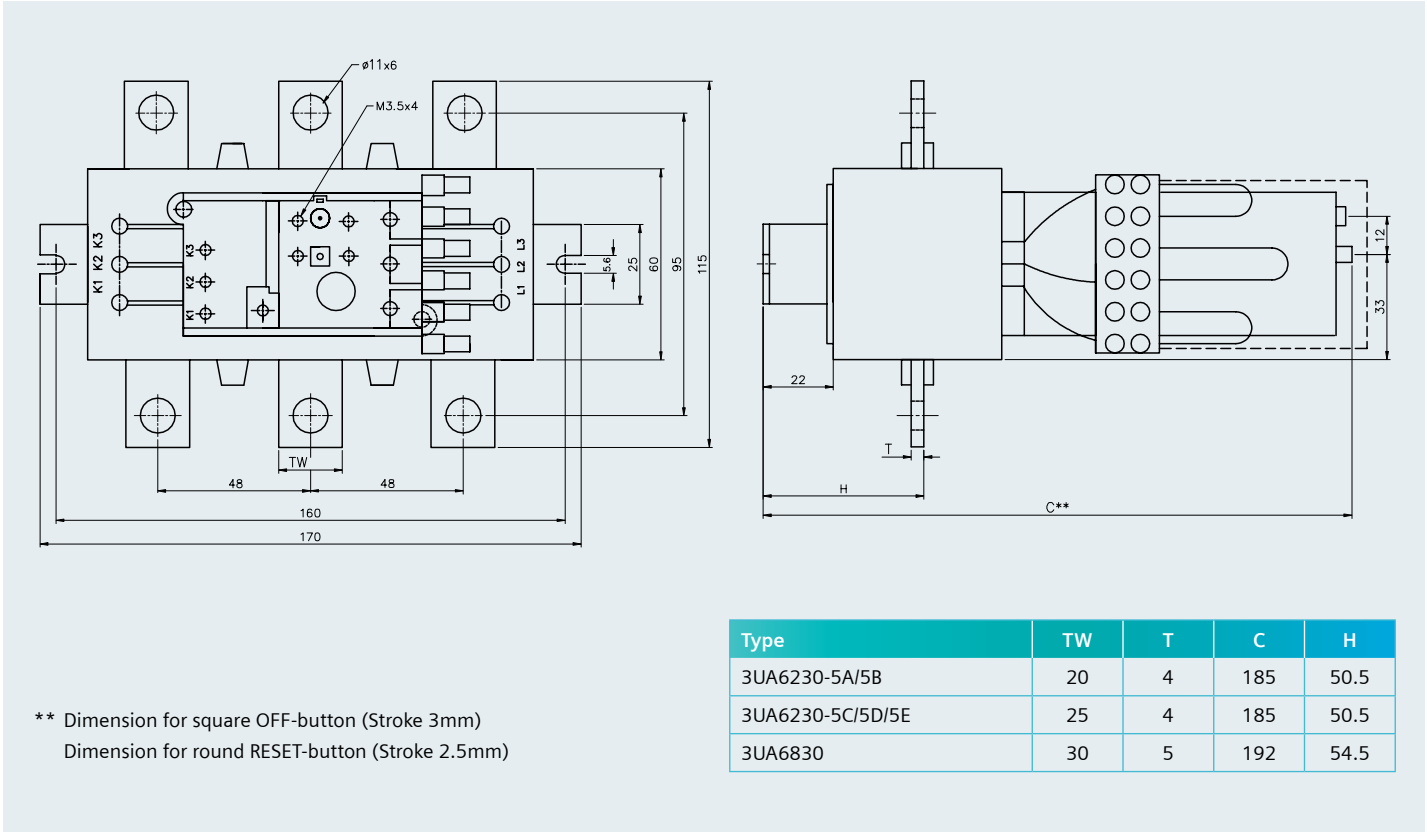 ø11x6
M3.5x4
K1 K2 K3
K3
K2
K1
L3
L2
L1
5.6
25
60
95
115
TW
48
48
160
170
12
33
22
T
H
C**
Type TW T C H
3UA6230-5A/5B 20 4 185 50.5
3UA6230-5C/5D/5E 25 4 185 50.5
3UA6830 30 5 192 54.5
** Dimension for square OFF-button (Stroke 3mm)
Dimension for round RESET-button (Stroke 2.5mm)